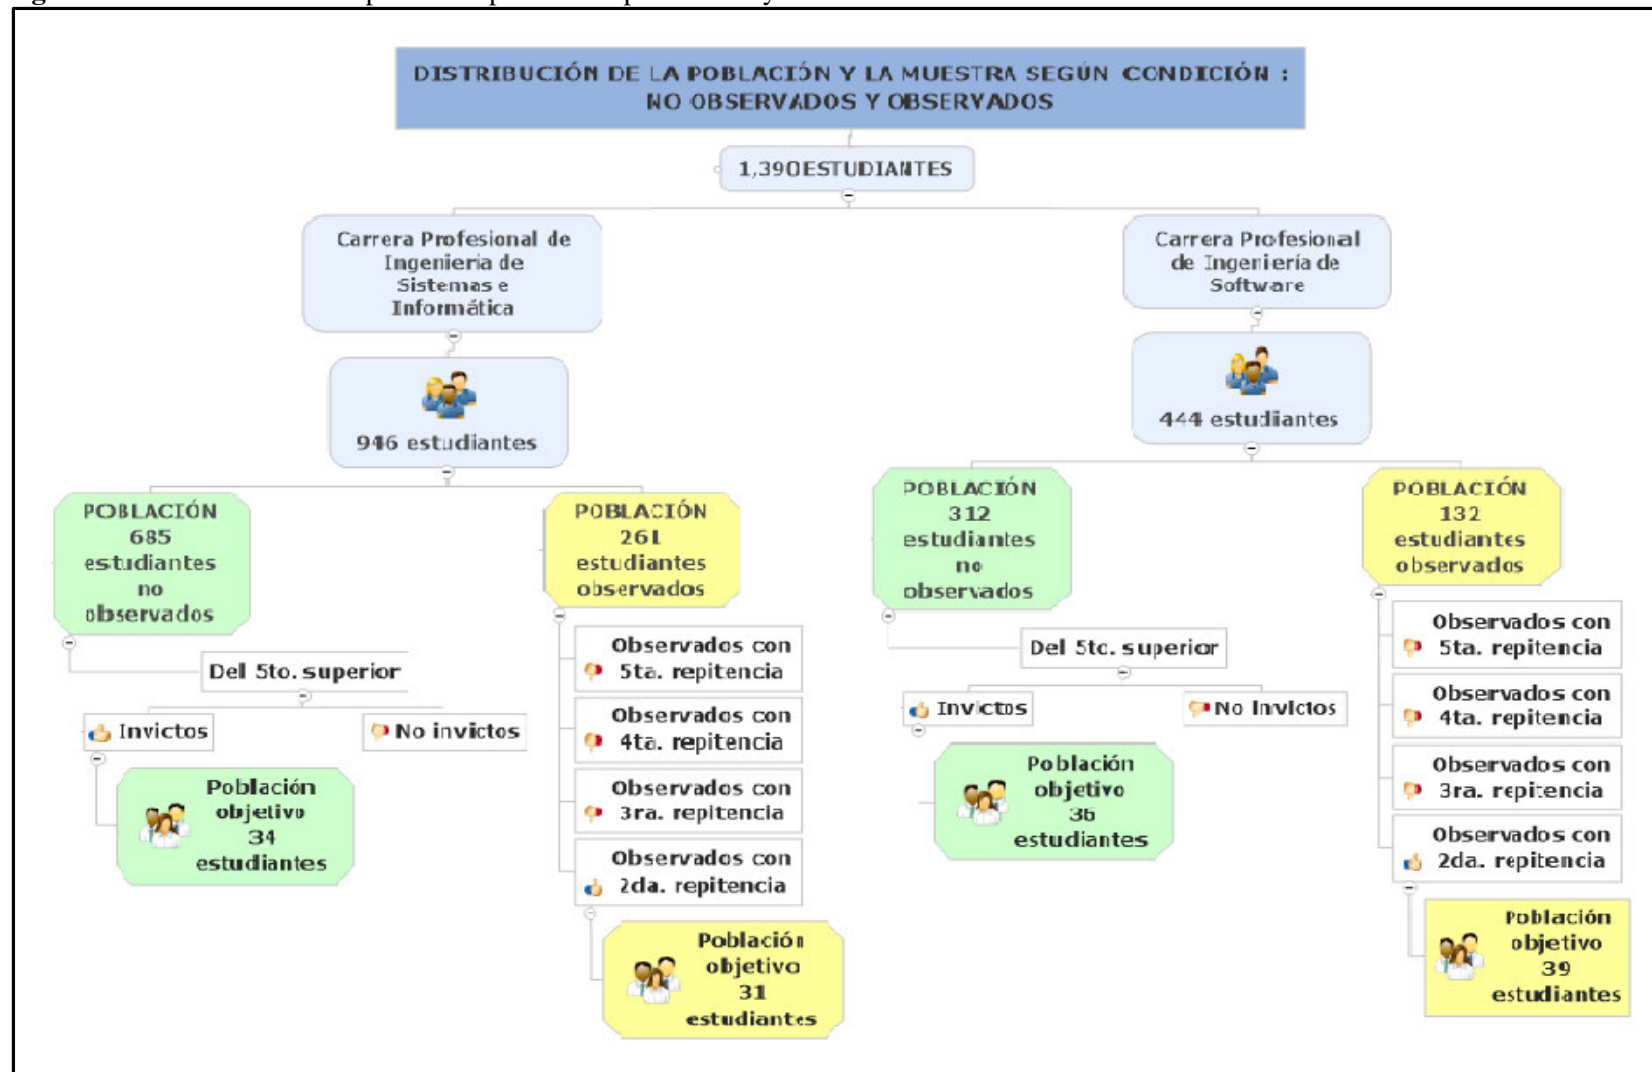 DISTRIBUCIÓN DE LA POBLACIÓN Y LA MUESTRA SEGÚN CONDICIÓN :
NO OBSERVADOS Y OBSERVADOS
1,390ESTUDIANTES
Carrera Profesional de
Ingeniería de
Sistemas e
Informática
946 estudiantes
POBLACIÓN
685
estudiantes
no
observados
Del 5to. superior
Invictos
No invictos
Población
objetivo
34
estudiantes
POBLACIÓN
261
estudiantes
observados
Observados con
5ta. repitencia
Observados con
4ta. repitencia
Observados con
3ra. repitencia
Observados con
2da. repitencia
Población
objetivo
31
estudiantes
Carrera Profesional
de Ingeniería de
Software
444 estudiantes
POBLACIÓN
312
estudiantes
no
observados
Del 5to. superior
Invictos
No invictos
Población
objetivo
36
estudiantes
POBLACIÓN
132
estudiantes
observados
Observados con
5ta. repitencia
Observados con
4ta. repitencia
Observados con
3ra. repitencia
Observados con
2da. repitencia
Población
objetivo
39
estudiantes